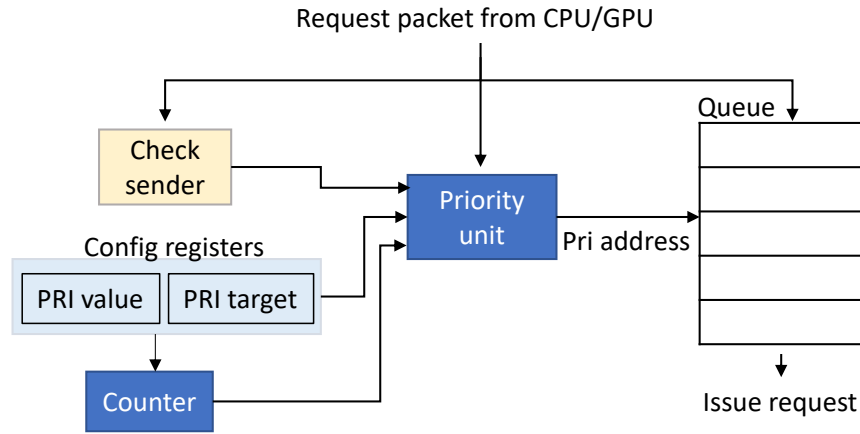 Request packet from CPU/GPU
Queue
Check
sender
Priority
unit
Pri address
Config registers
PRI value
PRI target
Counter
Issue request